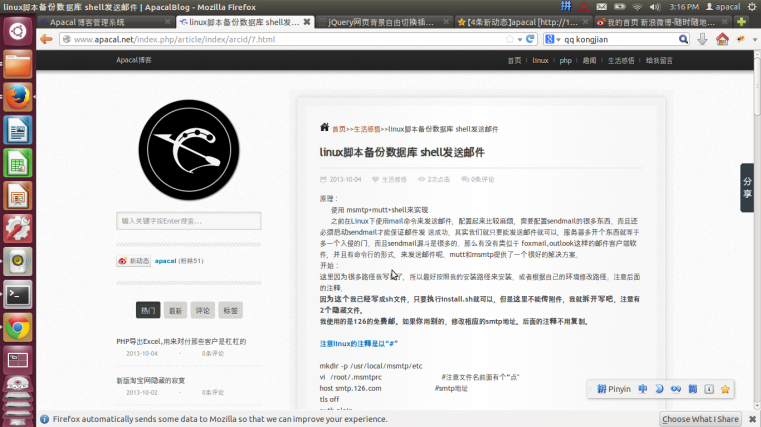 linux脚本备份数据库 shell发送邮件 | ApacalBlog - Mozilla Firefox
拼
3:16 PM
apacal
Apacal 博客管理系统
linux脚本备份数据库 shell发...
jQuery网页背景自由切换插...
【4条新动态】apacal [http://1...
我的首页 新浪微博-随时随地...
www.apacal.net/index.php/article/index/arcid/7.html
qq kongjian
Apacal博客
首页 | linux | php | 趣闻 | 生活感悟 | 给我留言
输入关键字按Enter搜索...
新动态 apacal (粉丝51)
热门
最新
评论
标签
PHP导出Excel,用来对付那些客户是杠杠的
2013-10-04 - 0条评论
新版淘宝网隐藏的寂寞
2013-10-02 - 0条评论
首页>>生活感悟>>linux脚本备份数据库 shell发送邮件
linux脚本备份数据库 shell发送邮件
2013-10-04 生活感悟 2次点击 0条评论
原理：
使用 msmtp+mutt+shell来实现
之前在Linux下使用mail命令来发送邮件，配置起来比较麻烦，需要配置sendmail的很多东西，而且还
必须启动sendmail才能保证邮件发 送成功，其实我们就只要能发送邮件就可以，服务器多开个东西就等于
多一个入侵的门，而且sendmail漏斗是很多的，那么有没有类似于 foxmail,outlook这样的邮件客户端软
件，并且有命令行的形式，来发送邮件呢，mutt和msmtp提供了一个很好的解决方案。
开始：
这里因为很多路径我写 ，所以最好按照我的安装路径来安装，或者根据自己的环境修改路径，注意后面
的注释。
因为这个我已经写成sh文件，只要执行install.sh就可以，但是这里不能传附件，我就拆开写吧，注意有
2个隐藏文件。
我使用的是126的免费邮，如果你用别的，修改相应的smtp地址。后面的注释不用复制。
注意linux的注释是以“#”
mkdir -p /usr/local/msmtp/etc
vi /root/.msmtprc #注意文件名前面有个“点”
host smtp.126.com #smtp地址
tls off
auth plain
分
享
拼 Pinyin 中 简
Firefox automatically sends some data to Mozilla so that we can improve your experience.
Choose What I Share